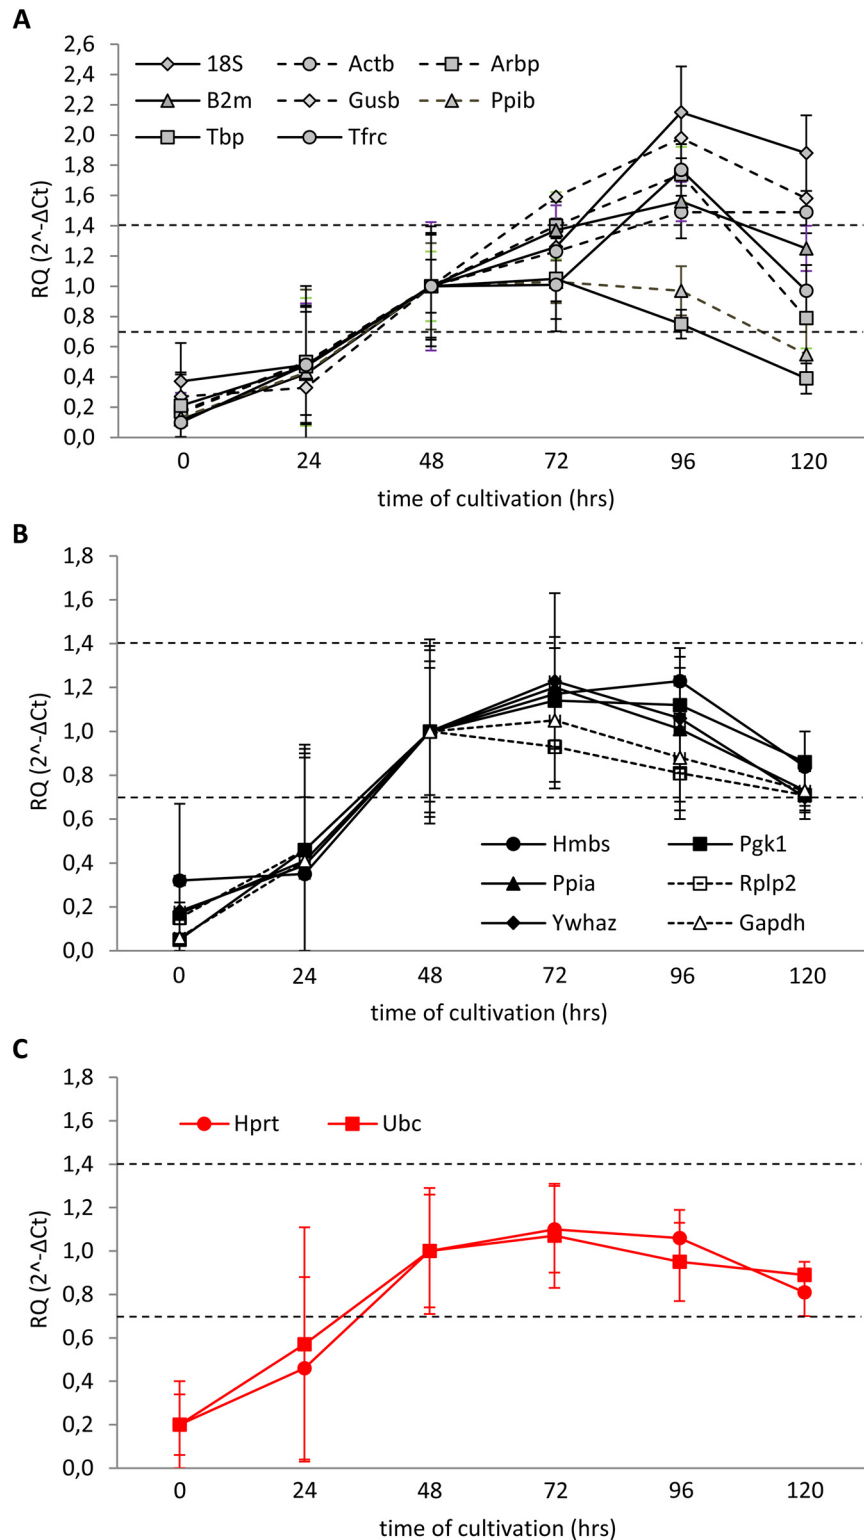 A
2,6
2,4
2,2
2,0
1,8
1,6
1,4
1,2
1,0
0,8
0,6
0,4
0,2
0,0
RQ (2^-ΔCt)
18S Actb Arbp
B2m Gusb Ppib
Tbp Tfrc
0 24 48 72 96 120
time of cultivation (hrs)
B
1,8
1,6
1,4
1,2
1,0
0,8
0,6
0,4
0,2
0,0
RQ (2^-ΔCt)
Hmbs Pgk1
Ppia Rplp2
Ywhaz Gapdh
0 24 48 72 96 120
time of cultivation (hrs)
C
1,8
1,6
1,4
1,2
1,0
0,8
0,6
0,4
0,2
0,0
RQ (2^-ΔCt)
Hprt Ubc
0 24 48 72 96 120
time of cultivation (hrs)